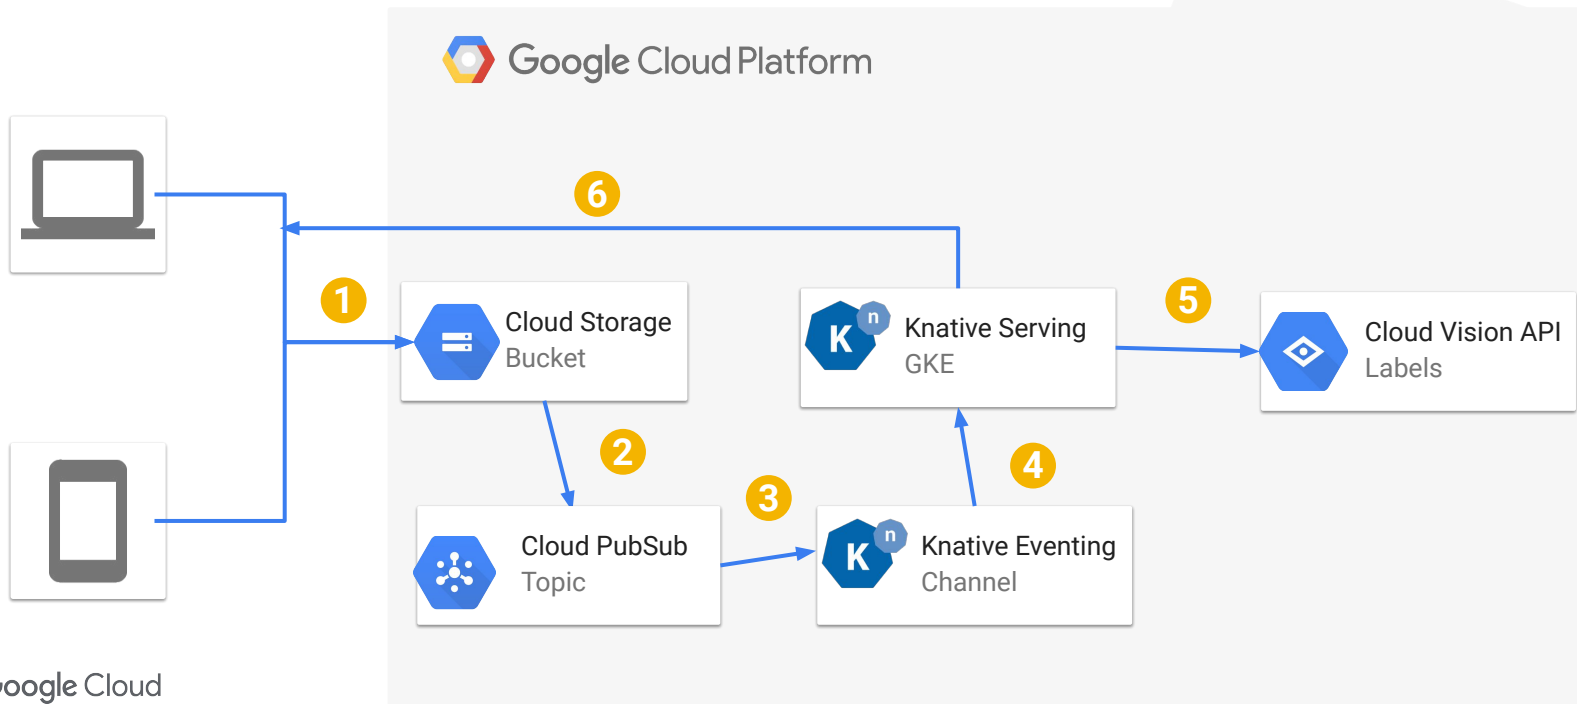 Google Cloud Platform
6
1
Cloud Storage
Bucket
K n
Knative Serving
GKE
5
Cloud Vision API
Labels
2
3
4
Cloud PubSub
Topic
K n
Knative Eventing
Channel
oogle Cloud